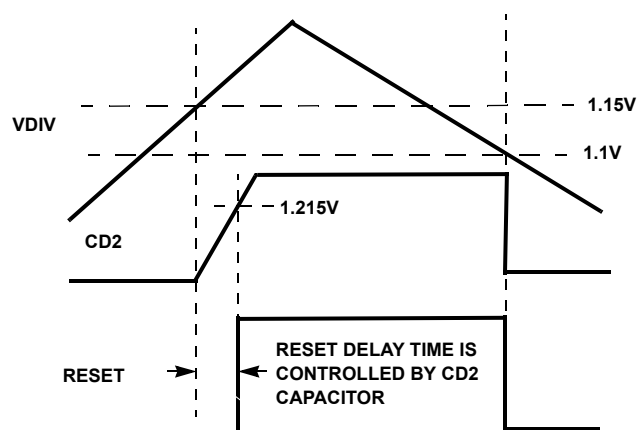 1.15V
VDIV
1.1V
1.215V
CD2
RESET DELAY TIME IS
CONTROLLED BY CD2
CAPACITOR
RESET